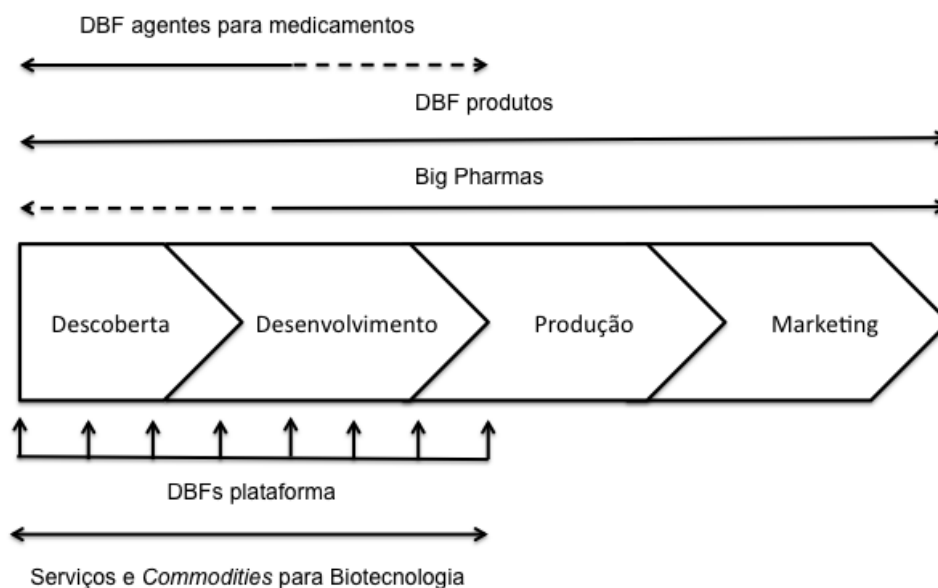 DBF agentes para medicamentos
DBF produtos
Big Pharmas
Descoberta
Desenvolvimento
Produção
Marketing
DBFs plataforma
Serviços e Commodities para Biotecnologia